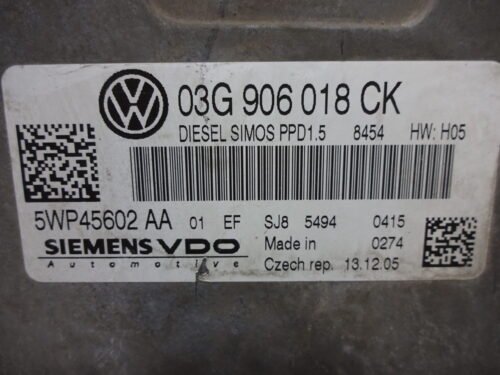 03G 906 018 CK
DIESEL SIMOS PPD1.5 8454 HW: H05
5WP45602 AA 01 EF SJ8 5494 0415
SIEMENS VDO Made in 0274
Automotive Czech rep. 13.12.05